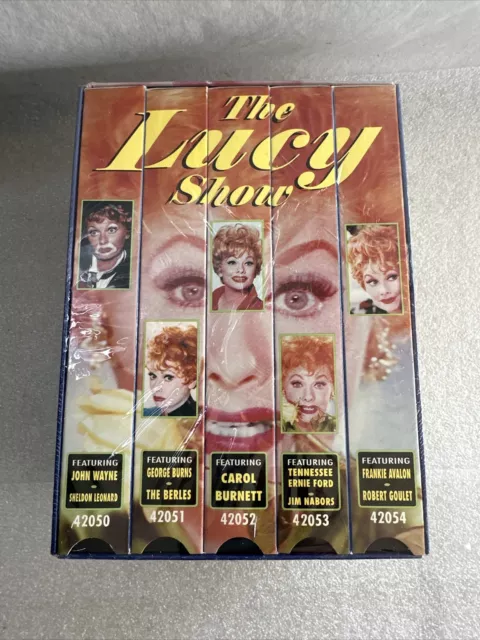 The
Lucy
Show
FEATURING
JOHN WAYNE
SHELDON LEONARD
42050
FEATURING
GEORGE BURNS
THE BERLES
42051
FEATURING
CAROL
BURNETT
42052
FEATURING
TENNESSEE
ERNIE FORD
JIM NABORS
42053
FEATURING
FRANKIE AVALON
ROBERT GOULET
42054